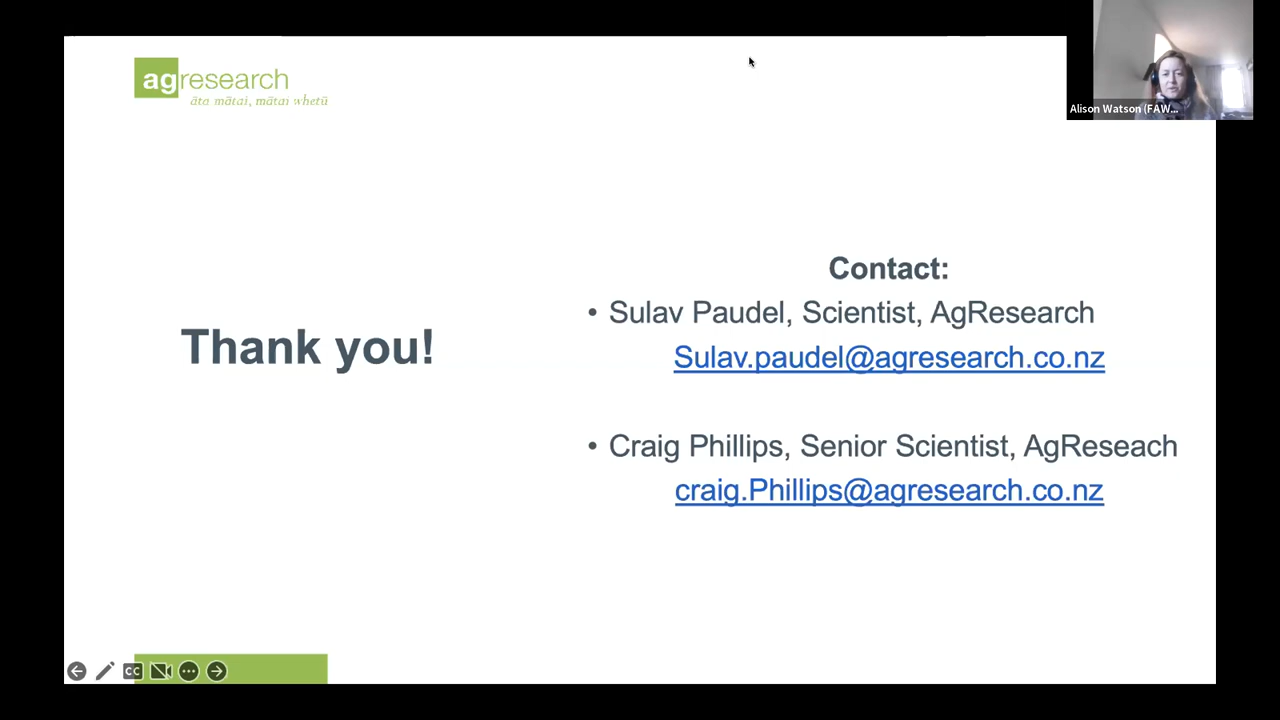 agresearch
āta mātai, mātai whetū
Alison Watson (FAW...
Thank you!
Contact:
• Sulav Paudel, Scientist, AgResearch
Sulav.paudel@agresearch.co.nz
• Craig Phillips, Senior Scientist, AgReseach
craig.Phillips@agresearch.co.nz
CC